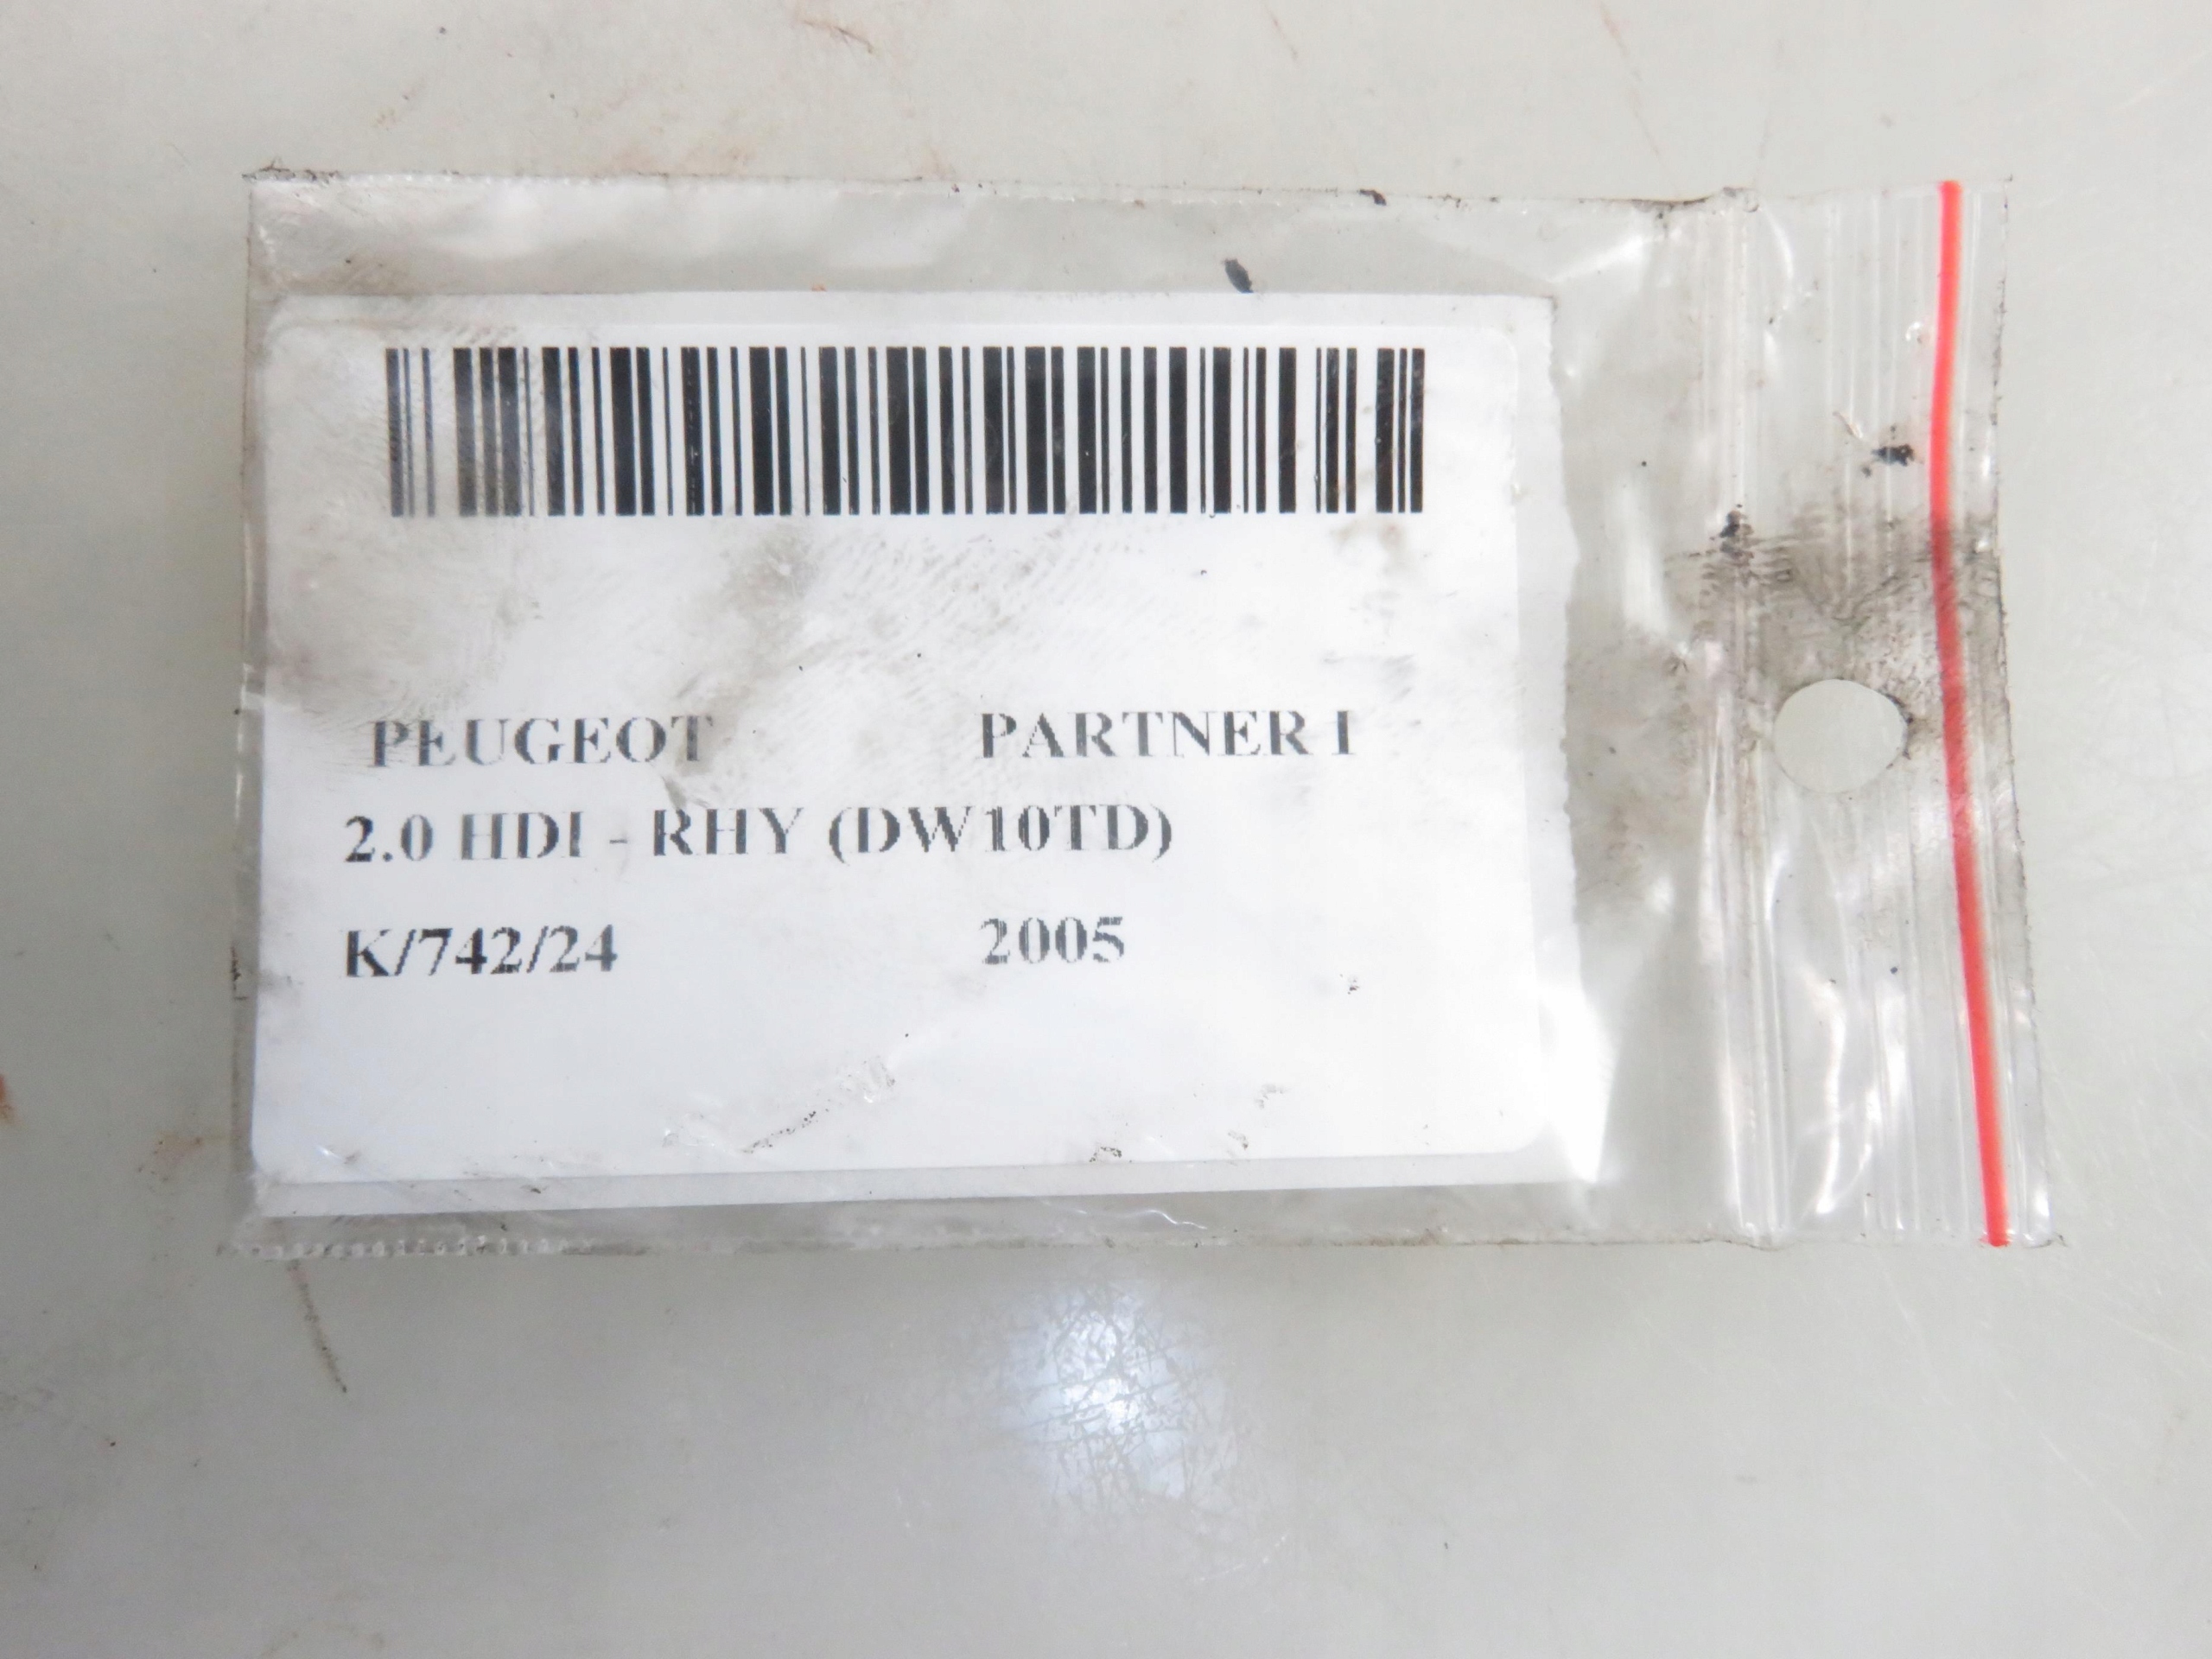 PEUGEOT PARTNER I
2.0 HDI - RHY (DW10TD)
K/742/24 2005